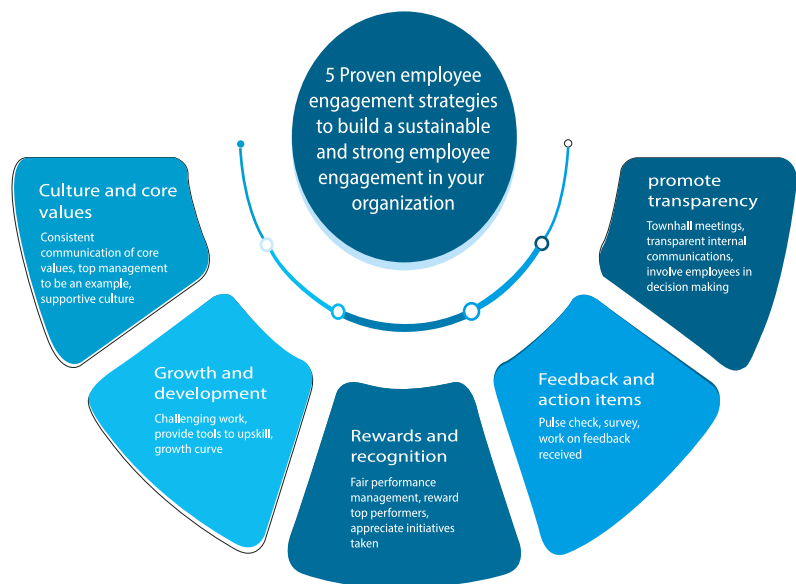 5 Proven employee
engagement strategies
to build a sustainable
and strong employee
engagement in your
organization
Culture and core
values
Consistent
communication of core
values, top management
to be an example,
supportive culture
Growth and
development
Challenging work,
provide tools to upskill,
growth curve
Rewards and
recognition
Fair performance
management, reward
top performers,
appreciate initiatives
taken
Feedback and
action items
Pulse check, survey,
work on feedback
received
promote
transparency
Townhall meetings,
transparent internal
communications,
involve employees in
decision making